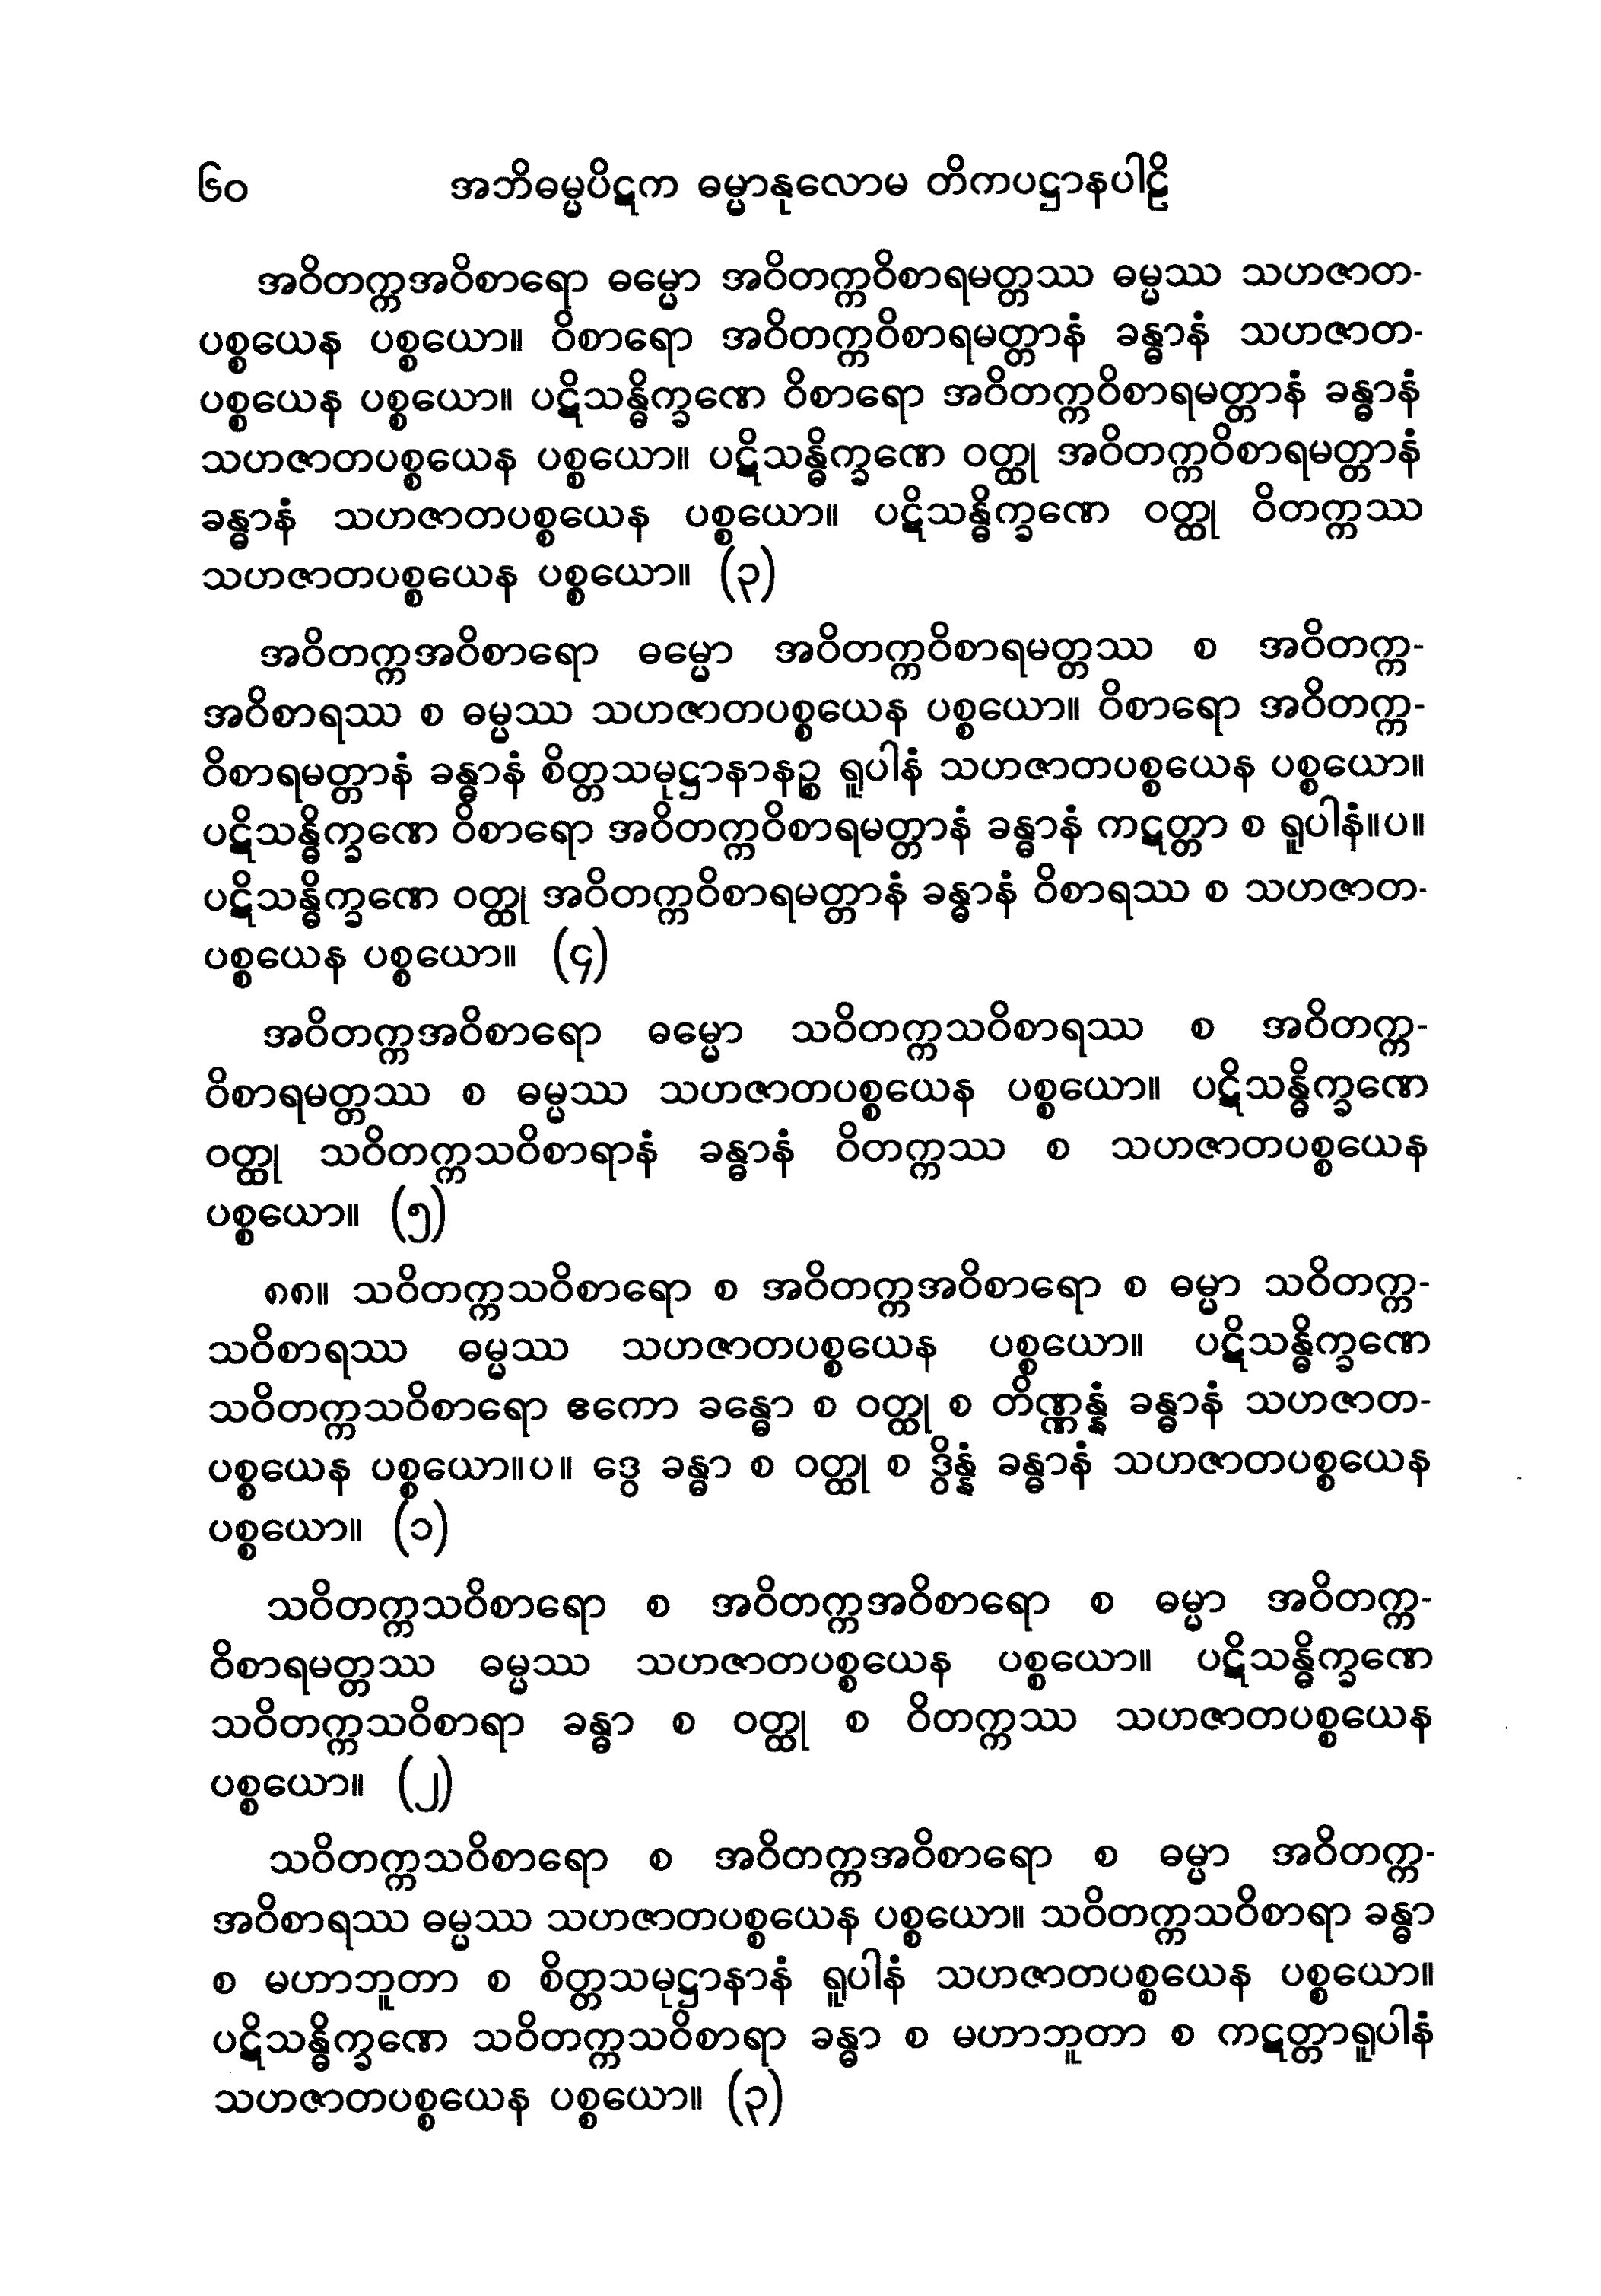 ၆၀ အဘိဓမ္မပိဋက ဓမ္မာနုလောမ တိကပဋ္ဌာနပါဠိ
အဝိတက္ကအဝိစာရော ဓမ္မော အဝိတက္ကဝိစာရမတ္တဿ ဓမ္မဿ သဟဇာတ-
ပစ္စယေန ပစ္စယော။ ဝိစာရော အဝိတက္ကဝိစာရမတ္တာနံ ခန္ဓာနံ သဟဇာတ-
ပစ္စယေန ပစ္စယော။ ပဋိသန္ဓိက္ခဏေ ဝိစာရော အဝိတက္ကဝိစာရမတ္တာနံ ခန္ဓာနံ
သဟဇာတပစ္စယေန ပစ္စယော။ ပဋိသန္ဓိက္ခဏေ ဝတ္ထု အဝိတက္ကဝိစာရမတ္တာနံ
ခန္ဓာနံ သဟဇာတပစ္စယေန ပစ္စယော။ ပဋိသန္ဓိက္ခဏေ ဝတ္ထု ဝိတက္ကဿ
သဟဇာတပစ္စယေန ပစ္စယော။ (၃)
အဝိတက္ကအဝိစာရော ဓမ္မော အဝိတက္ကဝိစာရမတ္တဿ စ အဝိတက္က-
အဝိစာရဿ စ ဓမ္မဿ သဟဇာတပစ္စယေန ပစ္စယော။ ဝိစာရော အဝိတက္က-
ဝိစာရမတ္တာနံ ခန္ဓာနံ စိတ္တသမုဋ္ဌာနာနဉ္စ ရူပါနံ သဟဇာတပစ္စယေန ပစ္စယော။
ပဋိသန္ဓိက္ခဏေ ဝိစာရော အဝိတက္ကဝိစာရမတ္တာနံ ခန္ဓာနံ ကဋတ္တာ စ ရူပါနံ။ပ။
ပဋိသန္ဓိက္ခဏေ ဝတ္ထု အဝိတက္ကဝိစာရမတ္တာနံ ခန္ဓာနံ ဝိစာရဿ စ သဟဇာတ-
ပစ္စယေန ပစ္စယော။ (၄)
အဝိတက္ကအဝိစာရော ဓမ္မော သဝိတက္ကသဝိစာရဿ စ အဝိတက္က-
ဝိစာရမတ္တဿ စ ဓမ္မဿ သဟဇာတပစ္စယေန ပစ္စယော။ ပဋိသန္ဓိက္ခဏေ
ဝတ္ထု သဝိတက္ကသဝိစာရာနံ ခန္ဓာနံ ဝိတက္ကဿ စ သဟဇာတပစ္စယေန
ပစ္စယော။ (၅)
၈၈။ သဝိတက္ကသဝိစာရော စ အဝိတက္ကအဝိစာရော စ ဓမ္မာ သဝိတက္က-
သဝိစာရဿ ဓမ္မဿ သဟဇာတပစ္စယေန ပစ္စယော။ ပဋိသန္ဓိက္ခဏေ
သဝိတက္ကသဝိစာရော ဧကော ခန္ဓော စ ဝတ္ထု စ တိဏ္ဏန္နံ ခန္ဓာနံ သဟဇာတ-
ပစ္စယေန ပစ္စယော။ပ။ ဒွေ ခန္ဓာ စ ဝတ္ထု စ ဒွိန္နံ ခန္ဓာနံ သဟဇာတပစ္စယေန
ပစ္စယော။ (၁)
သဝိတက္ကသဝိစာရော စ အဝိတက္ကအဝိစာရော စ ဓမ္မာ အဝိတက္က-
ဝိစာရမတ္တဿ ဓမ္မဿ သဟဇာတပစ္စယေန ပစ္စယော။ ပဋိသန္ဓိက္ခဏေ
သဝိတက္ကသဝိစာရာ ခန္ဓာ စ ဝတ္ထု စ ဝိတက္ကဿ သဟဇာတပစ္စယေန
ပစ္စယော။ (၂)
သဝိတက္ကသဝိစာရော စ အဝိတက္ကအဝိစာရော စ ဓမ္မာ အဝိတက္က-
အဝိစာရဿ ဓမ္မဿ သဟဇာတပစ္စယေန ပစ္စယော။ သဝိတက္ကသဝိစာရာ ခန္ဓာ
စ မဟာဘူတာ စ စိတ္တသမုဋ္ဌာနာနံ ရူပါနံ သဟဇာတပစ္စယေန ပစ္စယော။
ပဋိသန္ဓိက္ခဏေ သဝိတက္ကသဝိစာရာ ခန္ဓာ စ မဟာဘူတာ စ ကဋတ္တာရူပါနံ
သဟဇာတပစ္စယေန ပစ္စယော။ (၃)